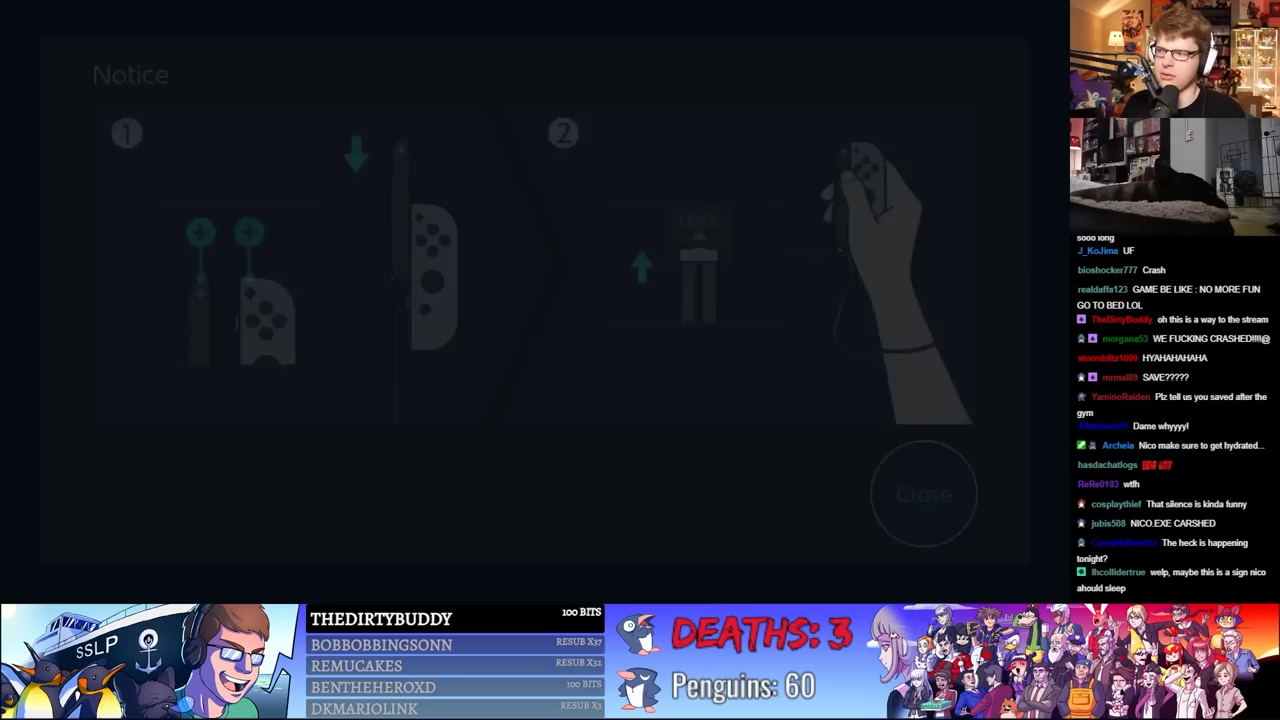 Notice
1
2
LOCK
Close
sooo long
J_KoJima UF
bioshocker777 Crash
realdaffa123 GAME BE LIKE : NO MORE FUN
GO TO BED LOL
TheDirtyBuddy oh this is a way to the stream
morgana53 WE FUCKING CRASHED!!!!@
stormblitz1600 HYAHAHAHAHA
mrmal89 SAVE?????
YaminoRaiden Plz tell us you saved after the
gym
Dame whyyyy!
Archeia Nico make sure to get hydrated...
hasdachatlogs
ReRe0183 wtfh
cosplaythief That silence is kinda funny
jubis508 NICO.EXE CARSHED
The heck is happening
tonight?
lhcollidertrue welp, maybe this is a sign nico
ahould sleep
SSLP
THEDIRTYBUDDY 100 BITS
BOBBOBBINGSONN RESUB X37
REMUCAKES RESUB X32
BENTHEHEROXD 100 BITS
DKMARIOLINK RESUB X3
DEATHS: 3
Penguins: 60